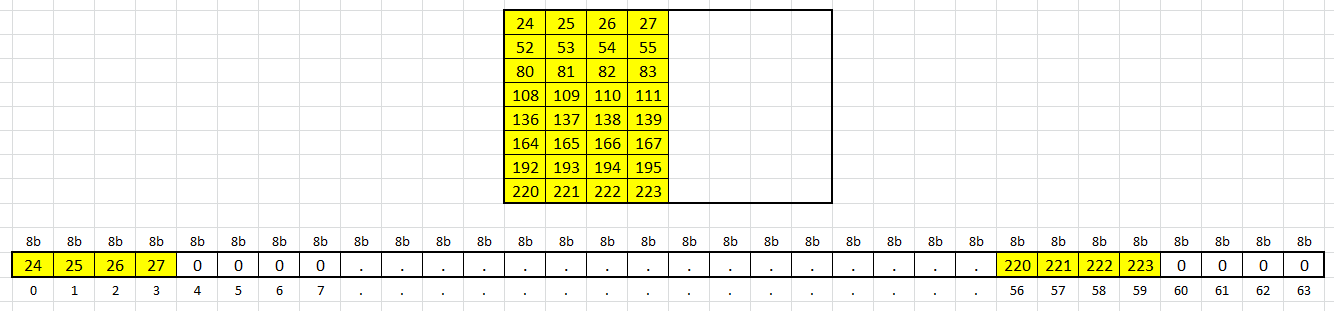 24 25 26 27
52 53 54 55
80 81 82 83
108 109 110 111
136 137 138 139
164 165 166 167
192 193 194 195
220 221 222 223
8b 8b 8b 8b 8b 8b 8b 8b 8b 8b 8b 8b 8b 8b 8b 8b 8b 8b 8b 8b 8b 8b 8b 8b 8b 8b 8b 8b 8b 8b 8b 8b
24 25 26 27 0 0 0 0 . . . . . . . . . . . . . . . . 220 221 222 223 0 0 0 0
0 1 2 3 4 5 6 7 . . . . . . . . . . . . . . . . 56 57 58 59 60 61 62 63